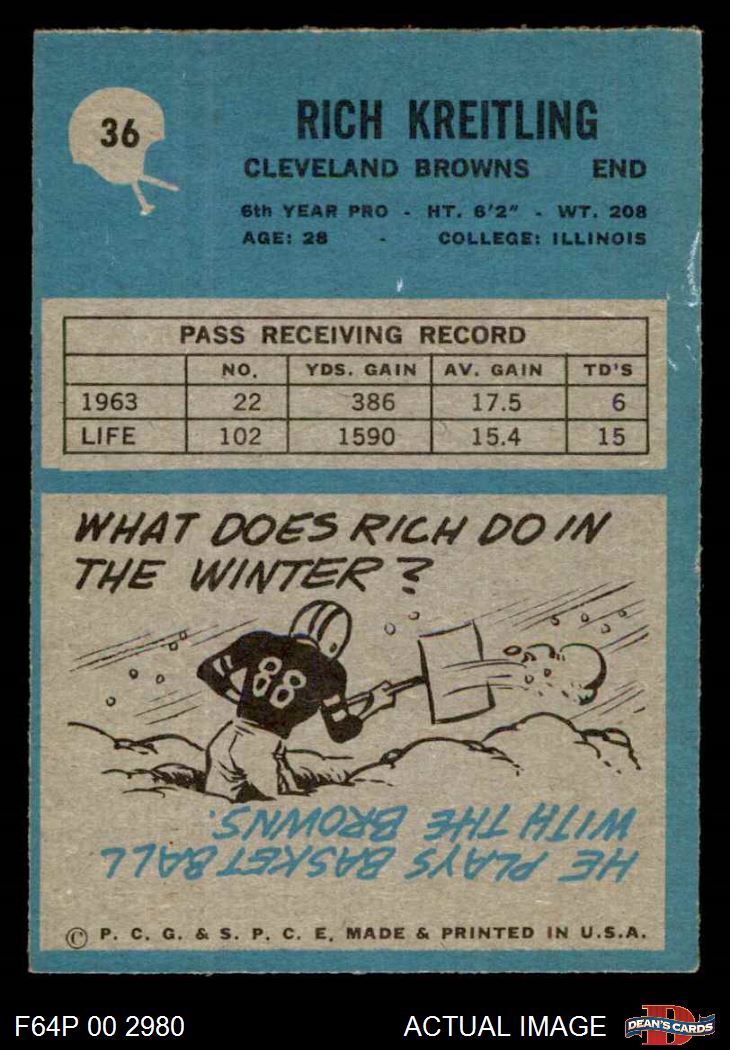 36
RICH KREITLING
CLEVELAND BROWNS END
6th YEAR PRO - HT. 6'2" - WT. 208
AGE: 28 - COLLEGE: ILLINOIS
PASS RECEIVING RECORD
NO. YDS. GAIN AV. GAIN TD'S
1963 22 386 17.5 6
LIFE 102 1590 15.4 15
WHAT DOES RICH DO IN
THE WINTER?
88
HE PLAYS BASKETBALL
WITH THE BROWNS.
© P. C. G. & S. P. C. E. MADE & PRINTED IN U.S.A.
F64P 00 2980 ACTUAL IMAGE
D
DEAN'S CARDS